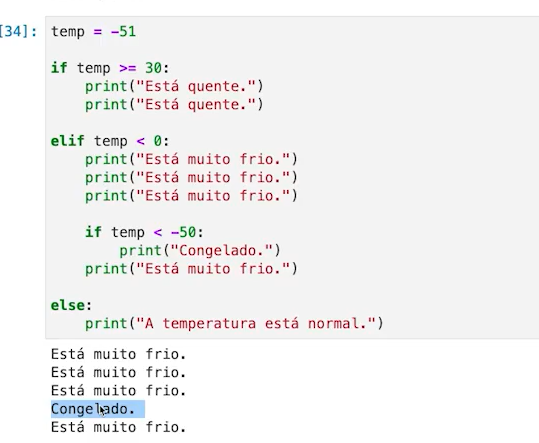 [34]:
temp = -51
if temp >= 30:
print("Está quente.")
print("Está quente.")
elif temp < 0:
print("Está muito frio.")
print("Está muito frio.")
print("Está muito frio.")
if temp < -50:
print("Congelado.")
print("Está muito frio.")
else:
print("A temperatura está normal.")
Está muito frio.
Está muito frio.
Está muito frio.
Congelado.
Está muito frio.